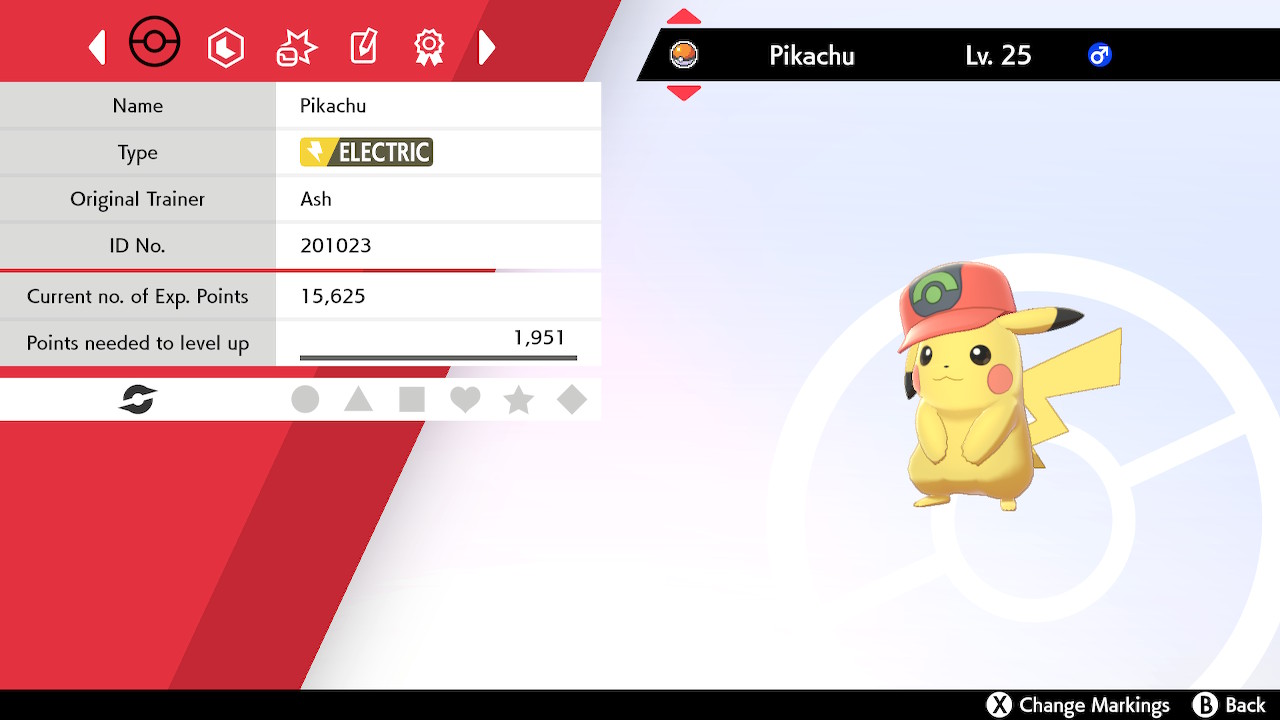 Pikachu Lv. 25 ♂
Name Pikachu
Type ELECTRIC
Original Trainer Ash
ID No. 201023
Current no. of Exp. Points 15,625
Points needed to level up 1,951
X Change Markings B Back